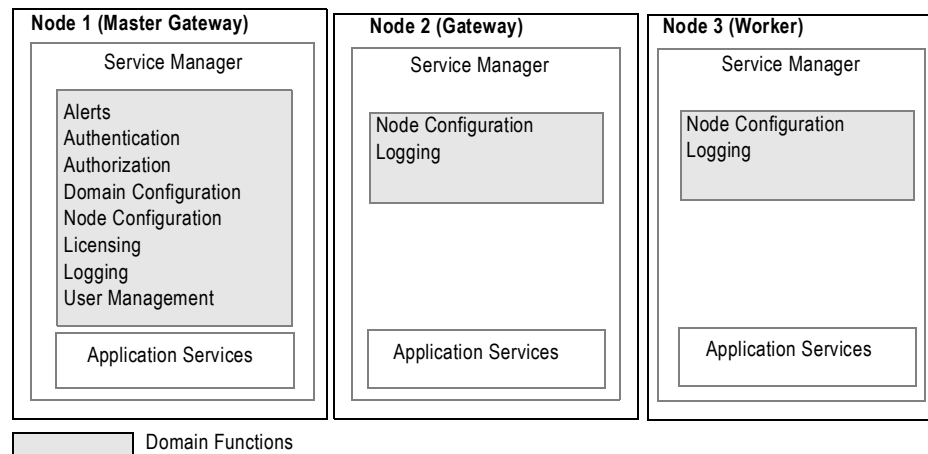 Node 1 (Master Gateway)
Service Manager
Alerts
Authentication
Authorization
Domain Configuration
Node Configuration
Licensing
Logging
User Management
Application Services
Node 2 (Gateway)
Service Manager
Node Configuration
Logging
Application Services
Node 3 (Worker)
Service Manager
Node Configuration
Logging
Application Services
Domain Functions